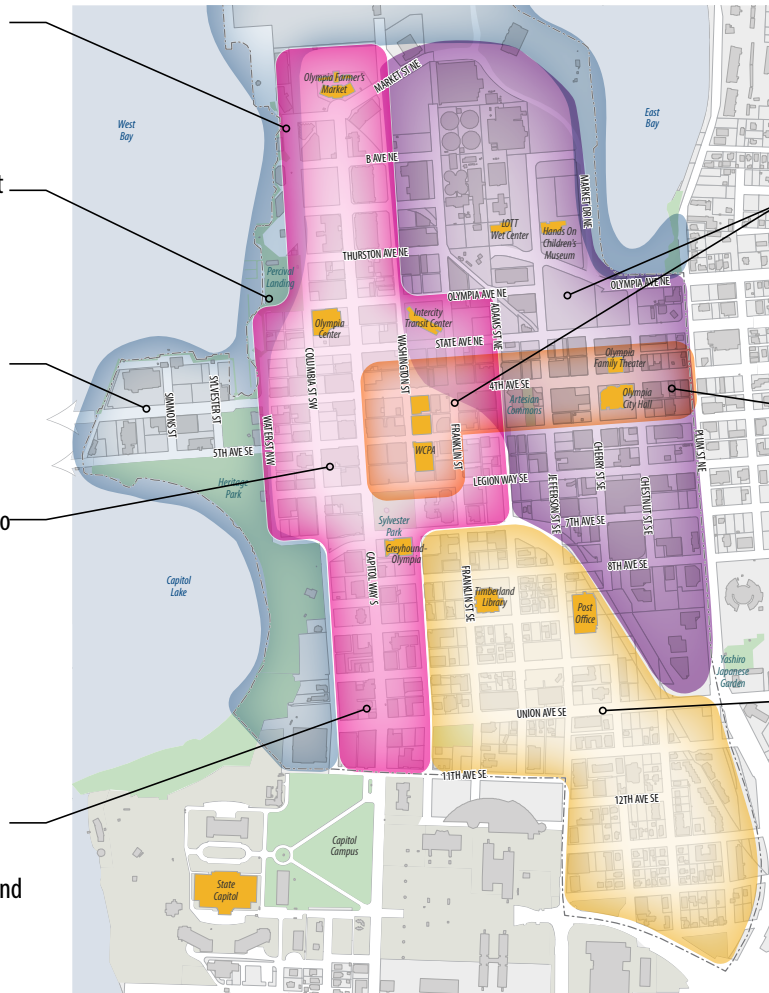 Olympia Farmer's
Market
MARKET ST NE
West
Bay
East
Bay
B AVE NE
t
MARKET DRIVE
LOTT
Wet Center
Hands On
Children's
Museum
THURSTON AVE NE
Percival
Landing
OLYMPIA AVE NE
OLYMPIA AVE NE
Olympia
Center
Intercity
Transit Center
ADAMS ST NE
STATE AVE NE
WASHINGTON ST
COLUMBIA ST SW
Olympia
Family Theater
4TH AVE SE
Artesian
Commons
Olympia
City Hall
SYLVESTER ST
SIMMONS ST
WATER ST NW
5TH AVE SE
FRANKLIN ST
WCPA
PLUM ST NE
CHERRY ST SE
Heritage
Park
LEGION WAY SE
JEFFERSON ST SE
CHESTNUT ST SE
o
Sylvester
Park
7TH AVE SE
Greyhound-
Olympia
8TH AVE SE
Capitol
Lake
CAPITOL WAY S
FRANKLIN ST SE
Timberland
Library
Post
Office
Yashiro
Japanese
Garden
UNION AVE SE
11TH AVE SE
12TH AVE SE
Capitol
Campus
State
Capitol
nd